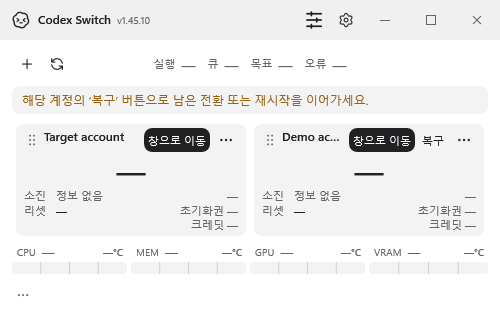 Codex Switch v1.45.10
실행 — 큐 — 목표 — 오류 —
해당 계정의 ‘복구’ 버튼으로 남은 전환 또는 재시작을 이어가세요.
Target account 창으로 이동 ···
—
소진 정보 없음 —
리셋 — 초기화권 —
크레딧 —
Demo ac... 창으로 이동 복구 ···
—
소진 정보 없음 —
리셋 — 초기화권 —
크레딧 —
CPU — —°C MEM — —°C GPU — —°C VRAM — —°C
...